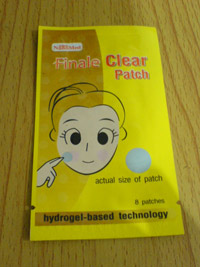 Finale Clear
Patch
actual size of patch
8 patches
hydrogel-based technology